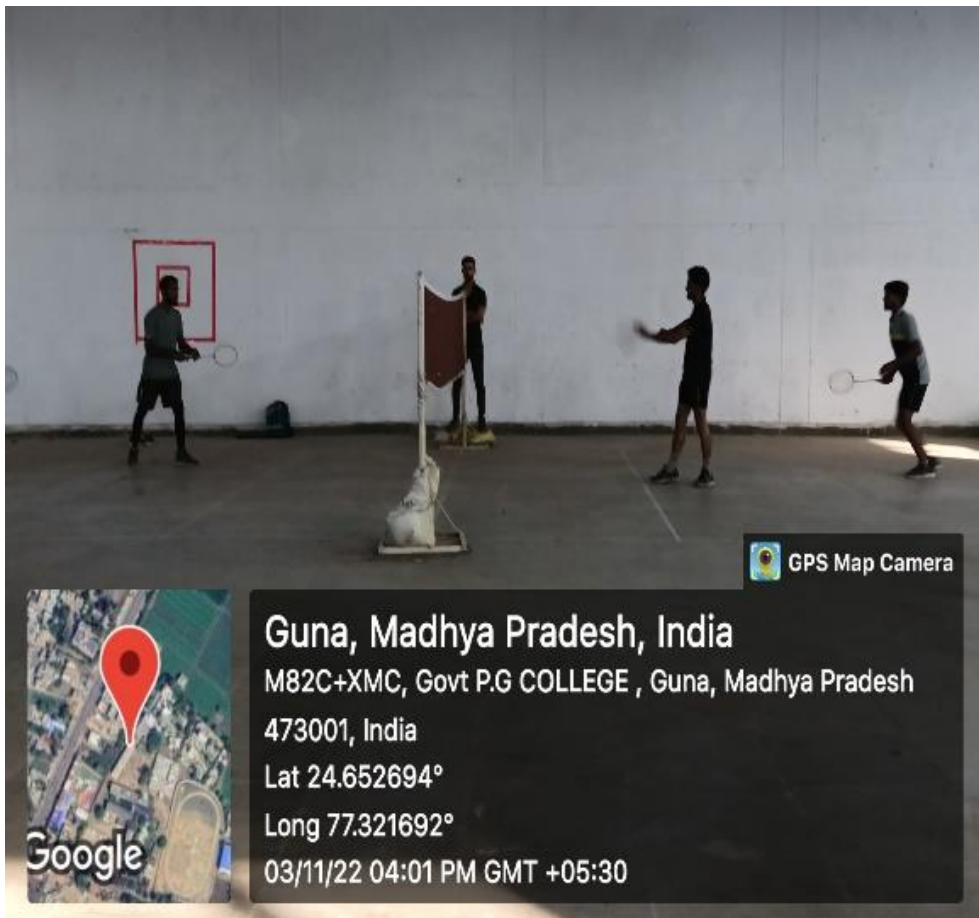 GPS Map Camera
Guna, Madhya Pradesh, India
M82C+XMC, Govt P.G COLLEGE , Guna, Madhya Pradesh
473001, India
Lat 24.652694°
Long 77.321692°
03/11/22 04:01 PM GMT +05:30
Google